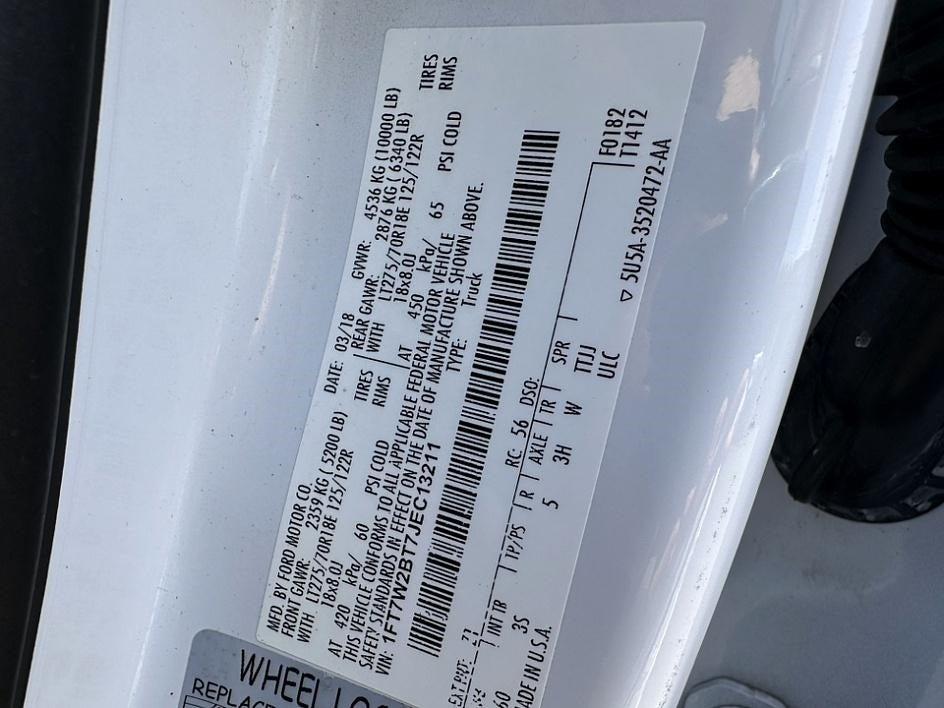 MFD. BY FORD MOTOR CO.
DATE: 03/18
GVWR: 4536 KG (10000 LB)
FRONT GAWR: 2359 KG ( 5200 LB)
REAR GAWR: 2876 KG ( 6340 LB)
WITH LT275/70R18E 125/122R TIRES
WITH LT275/70R18E 125/122R TIRES
18x8.0J RIMS
18x8.0J RIMS
AT 420 kPa/ 60 PSI COLD
AT 450 kPa/ 65 PSI COLD
THIS VEHICLE CONFORMS TO ALL APPLICABLE FEDERAL MOTOR VEHICLE
SAFETY STANDARDS IN EFFECT ON THE DATE OF MANUFACTURE SHOWN ABOVE.
VIN: 1FT7W2BT7JEC13211
TYPE: Truck
EXT PNT: Z1 RC: 56 DSO:
INT TR TP/PS R AXLE TR SPR
F0182
T1412
60 3S 5 3H W TTJJ
ULC
MADE IN U.S.A.
▽ 5U5A-3520472-AA
WHEEL